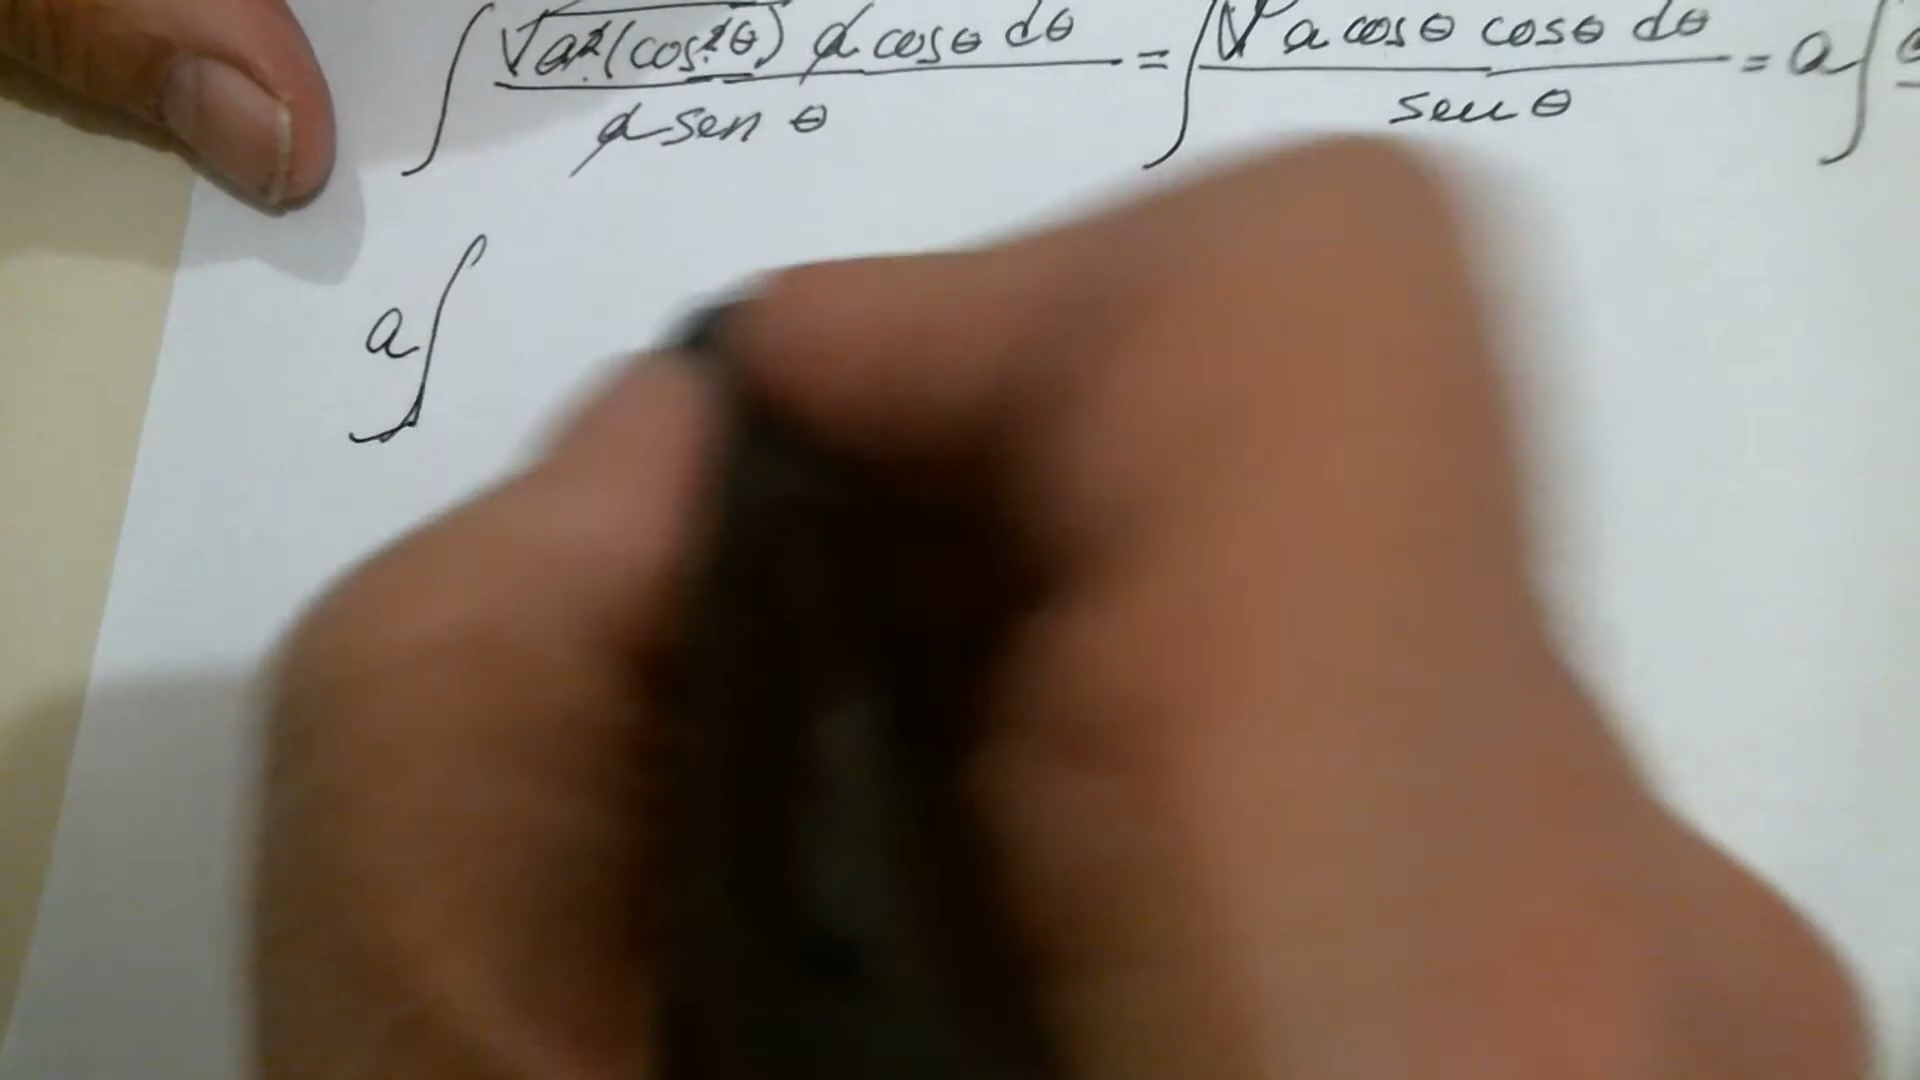 ∫ √a²(cos²θ) a cosθ dθ / a sen θ = ∫ √ a cosθ cosθ dθ / sen θ = a ∫
a ∫